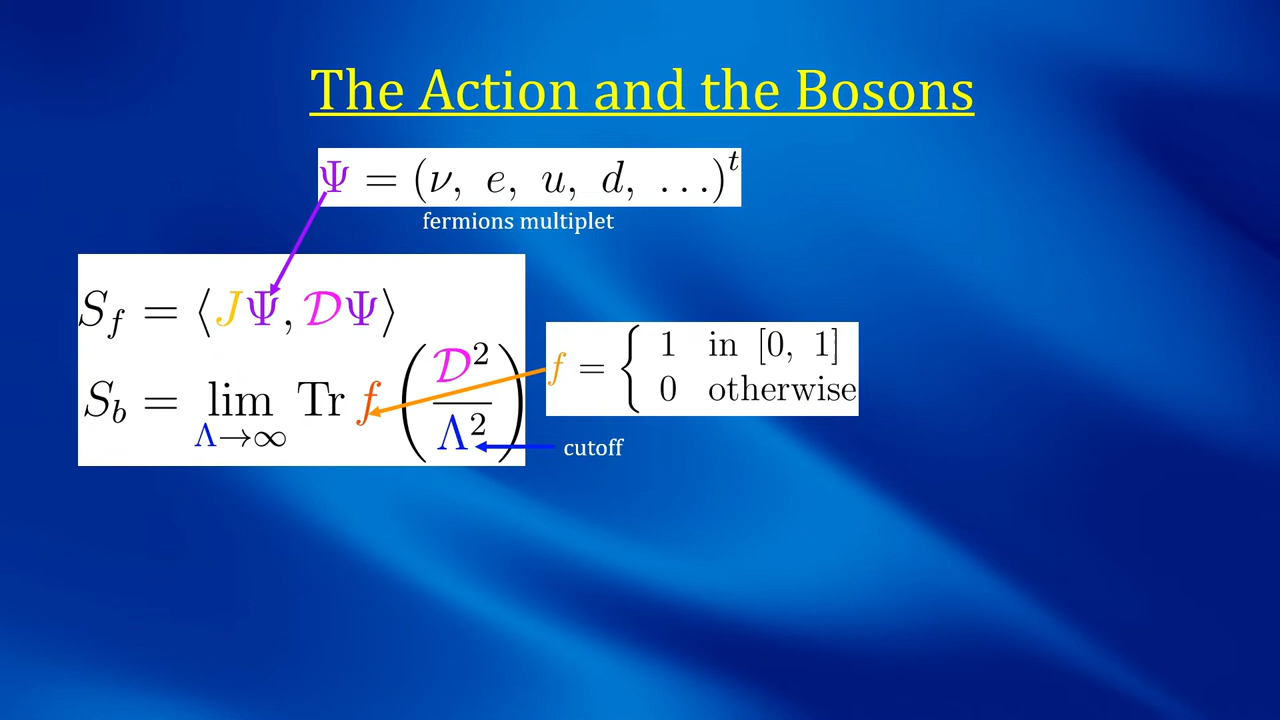 The Action and the Bosons
Ψ = (ν, e, u, d, …)ᵗ
fermions multiplet
S_f = ⟨JΨ, 𝒟Ψ⟩
S_b = lim_{Λ→∞} Tr f (𝒟²/Λ²)
f = { 1 in [0, 1]
0 otherwise
cutoff